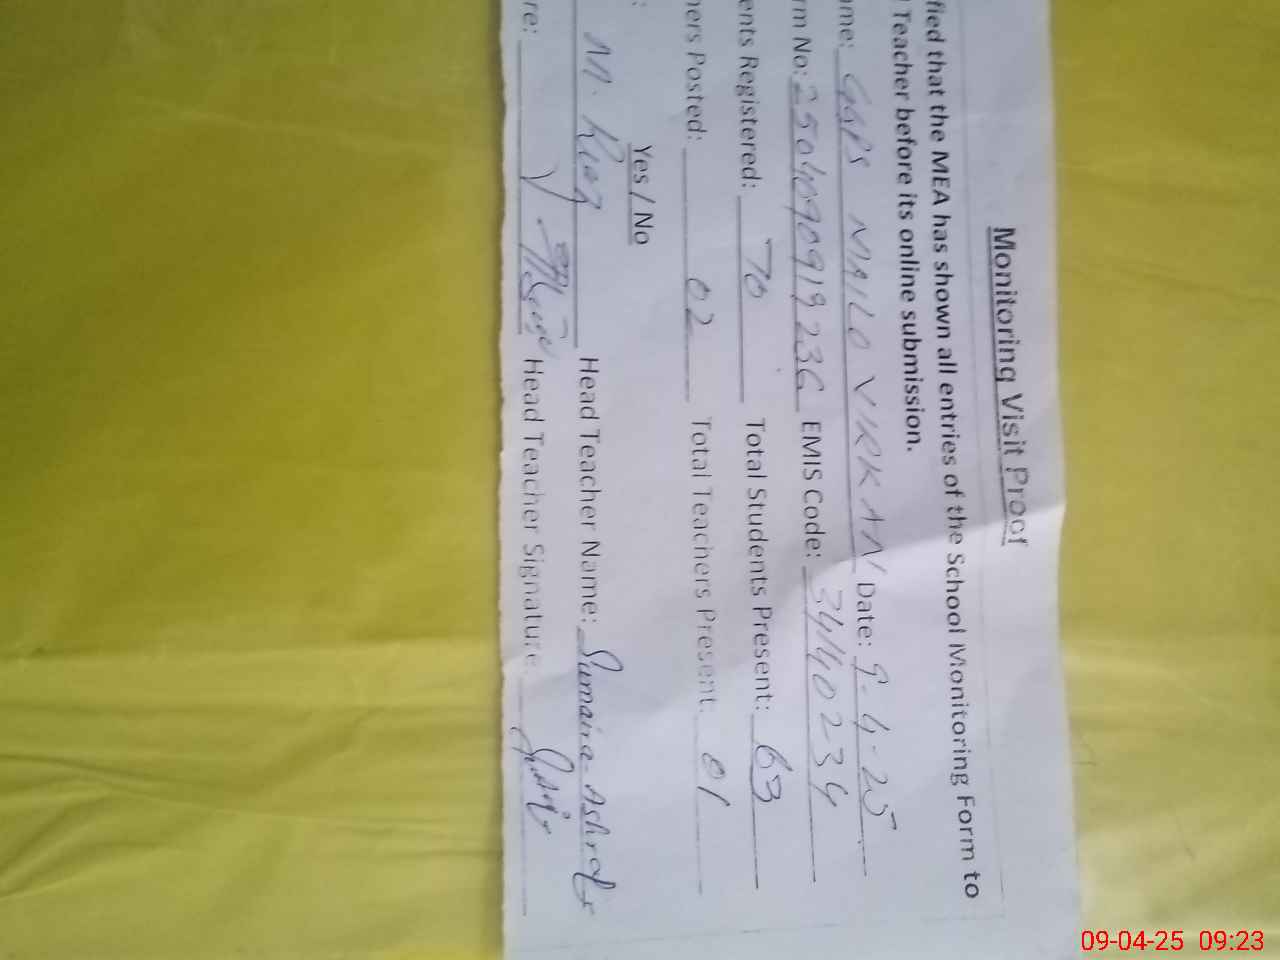 Monitoring Visit Proof
fied that the MEA has shown all entries of the School Monitoring Form to
Teacher before its online submission.
ame: GGPS NAILO VIRKAN Date: 9-4-25
rm No: 2504090919236 EMIS Code: 34140234
ents Registered: 70 Total Students Present: 63
ners Posted: 02 Total Teachers Present: 01
: Yes / No
M. Head Teacher Name: Sumaira Ashraf
re: Head Teacher Signature:
09-04-25 09:23